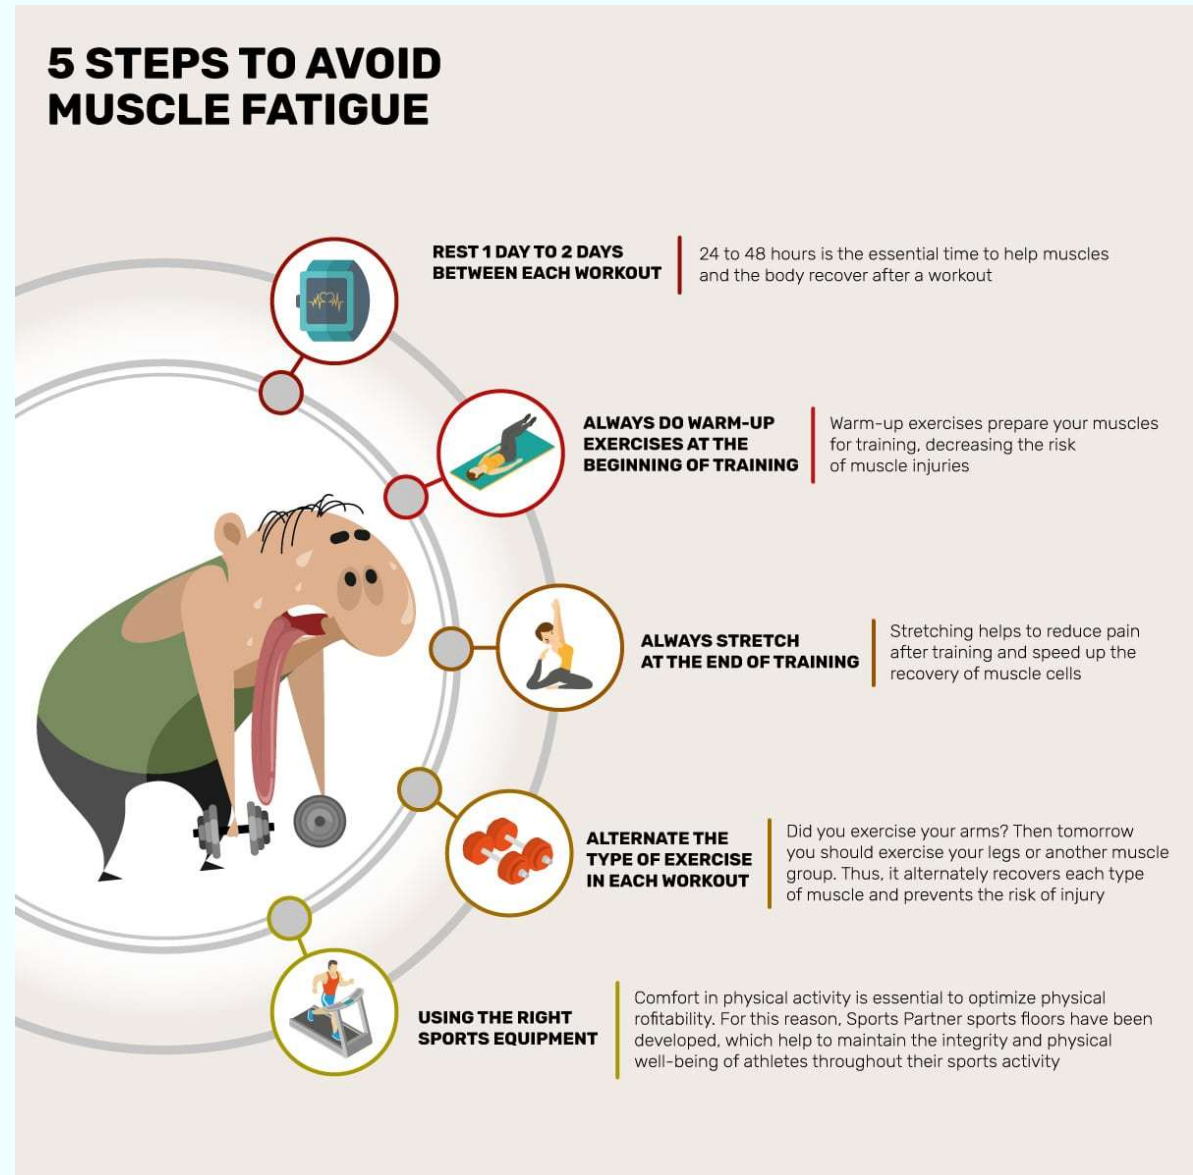 5 STEPS TO AVOID
MUSCLE FATIGUE
REST 1 DAY TO 2 DAYS
BETWEEN EACH WORKOUT
24 to 48 hours is the essential time to help muscles
and the body recover after a workout
ALWAYS DO WARM-UP
EXERCISES AT THE
BEGINNING OF TRAINING
Warm-up exercises prepare your muscles
for training, decreasing the risk
of muscle injuries
ALWAYS STRETCH
AT THE END OF TRAINING
Stretching helps to reduce pain
after training and speed up the
recovery of muscle cells
ALTERNATE THE
TYPE OF EXERCISE
IN EACH WORKOUT
Did you exercise your arms? Then tomorrow
you should exercise your legs or another muscle
group. Thus, it alternately recovers each type
of muscle and prevents the risk of injury
USING THE RIGHT
SPORTS EQUIPMENT
Comfort in physical activity is essential to optimize physical
rofitability. For this reason, Sports Partner sports floors have been
developed, which help to maintain the integrity and physical
well-being of athletes throughout their sports activity